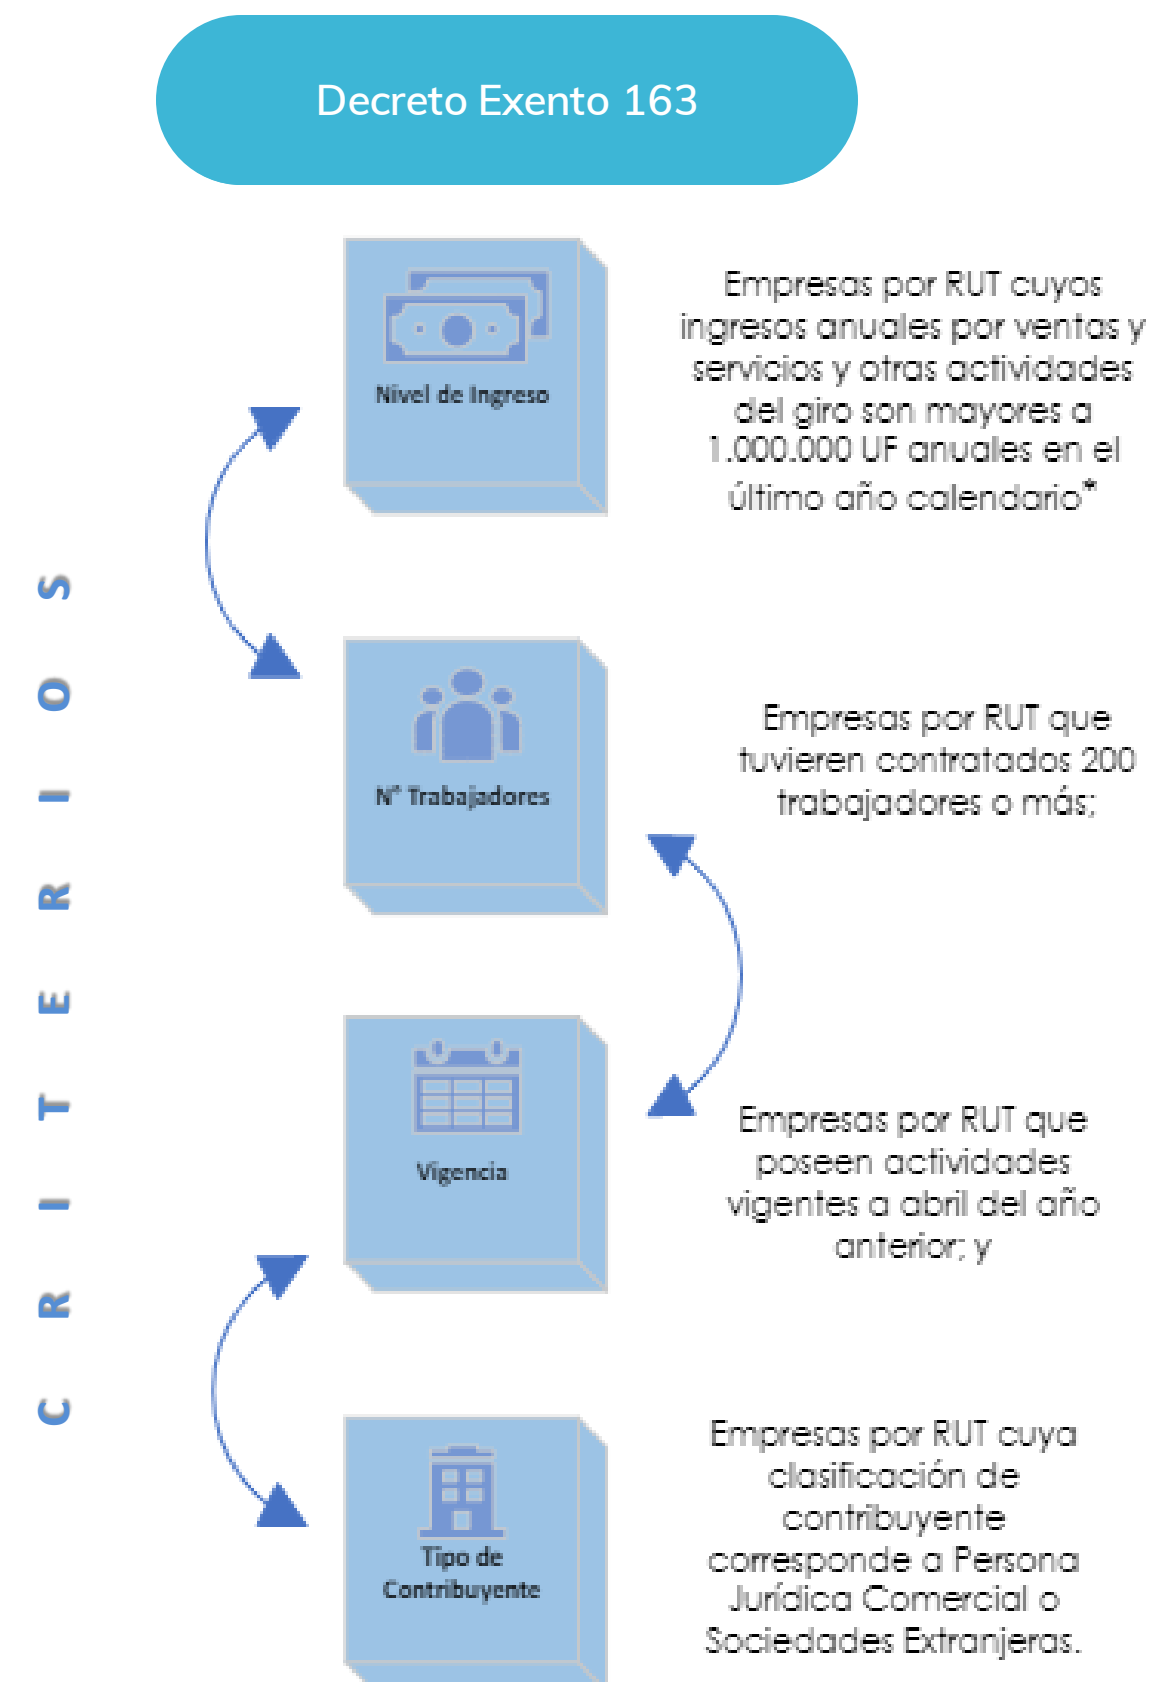 Decreto Exento 163
CRITERIOS
Nivel de Ingreso
Empresas por RUT cuyos
ingresos anuales por ventas y
servicios y otras actividades
del giro son mayores a
1.000.000 UF anuales en el
último año calendario*
N° Trabajadores
Empresas por RUT que
tuvieren contratados 200
trabajadores o más;
Vigencia
Empresas por RUT que
poseen actividades
vigentes a abril del año
anterior; y
Tipo de
Contribuyente
Empresas por RUT cuya
clasificación de
contribuyente
corresponde a Persona
Jurídica Comercial o
Sociedades Extranjeras.